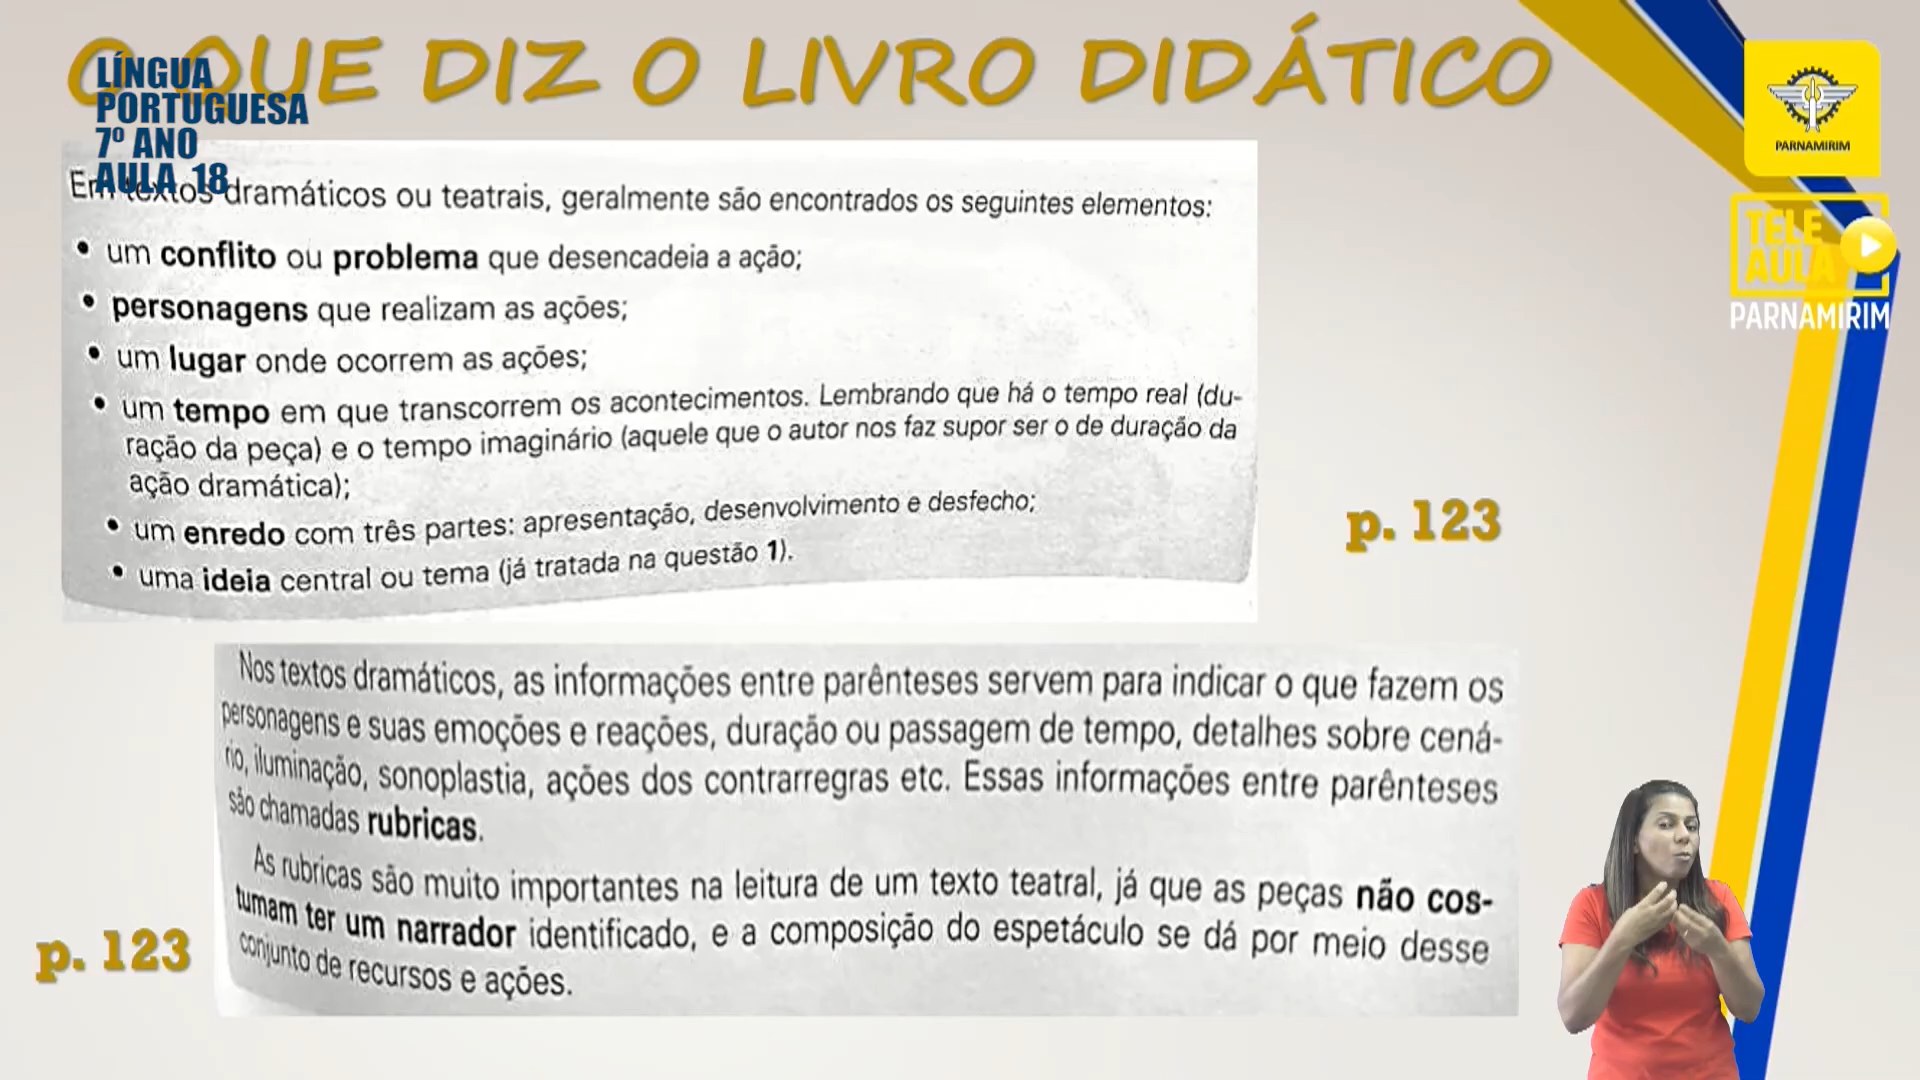 O QUE DIZ O LIVRO DIDÁTICO
LÍNGUA
PORTUGUESA
7º ANO
AULA 18
PARNAMIRIM
TELE
AULA
PARNAMIRIM
Em textos dramáticos ou teatrais, geralmente são encontrados os seguintes elementos:
• um conflito ou problema que desencadeia a ação;
• personagens que realizam as ações;
• um lugar onde ocorrem as ações;
• um tempo em que transcorrem os acontecimentos. Lembrando que há o tempo real (du-
ração da peça) e o tempo imaginário (aquele que o autor nos faz supor ser o de duração da
ação dramática);
• um enredo com três partes: apresentação, desenvolvimento e desfecho;
• uma ideia central ou tema (já tratada na questão 1).
p. 123
Nos textos dramáticos, as informações entre parênteses servem para indicar o que fazem os
personagens e suas emoções e reações, duração ou passagem de tempo, detalhes sobre cená-
rio, iluminação, sonoplastia, ações dos contrarregras etc. Essas informações entre parênteses
são chamadas rubricas.
As rubricas são muito importantes na leitura de um texto teatral, já que as peças não cos-
tumam ter um narrador identificado, e a composição do espetáculo se dá por meio desse
conjunto de recursos e ações.
p. 123